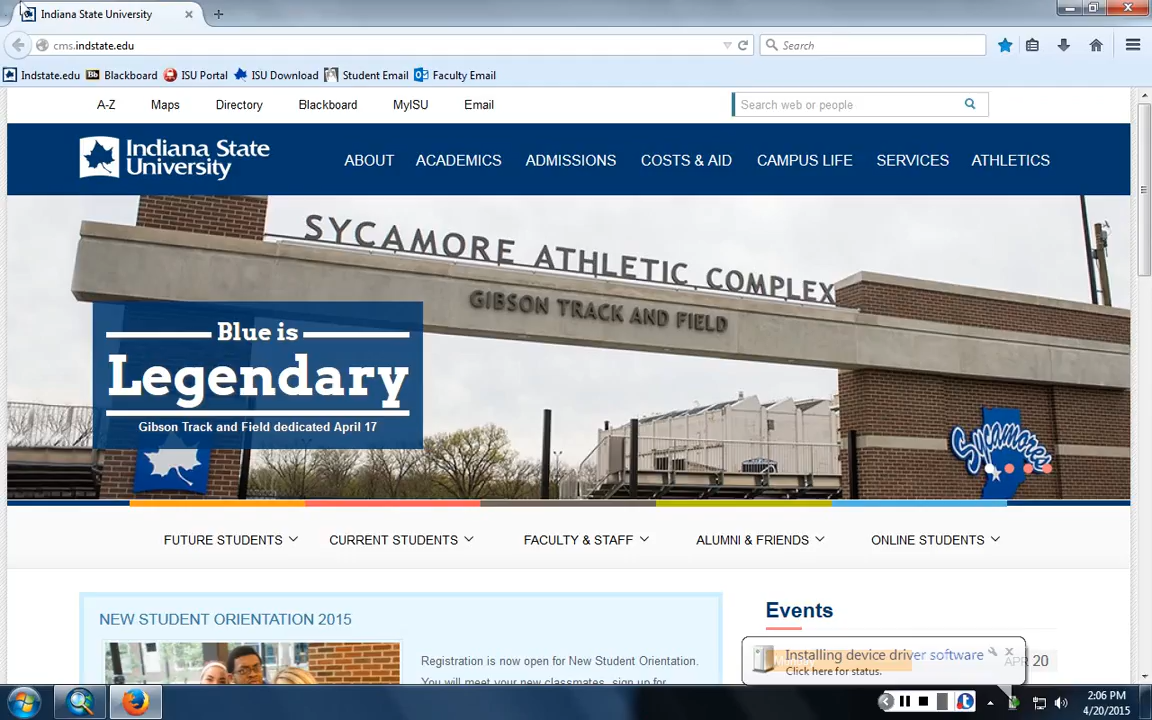 Indiana State University
cms.indstate.edu
Search
Indstate.edu
Bb Blackboard
ISU Portal
ISU Download
Student Email
Faculty Email
A-Z
Maps
Directory
Blackboard
MyISU
Email
Search web or people
Indiana State
University
ABOUT
ACADEMICS
ADMISSIONS
COSTS & AID
CAMPUS LIFE
SERVICES
ATHLETICS
SYCAMORE ATHLETIC COMPLEX
GIBSON TRACK AND FIELD
Blue is
Legendary
Gibson Track and Field dedicated April 17
Sycamores
FUTURE STUDENTS
CURRENT STUDENTS
FACULTY & STAFF
ALUMNI & FRIENDS
ONLINE STUDENTS
NEW STUDENT ORIENTATION 2015
Registration is now open for New Student Orientation.
You will meet your new classmates, sign up for
Events
APR 20
Installing device driver software
Click here for status.
2:06 PM
4/20/2015